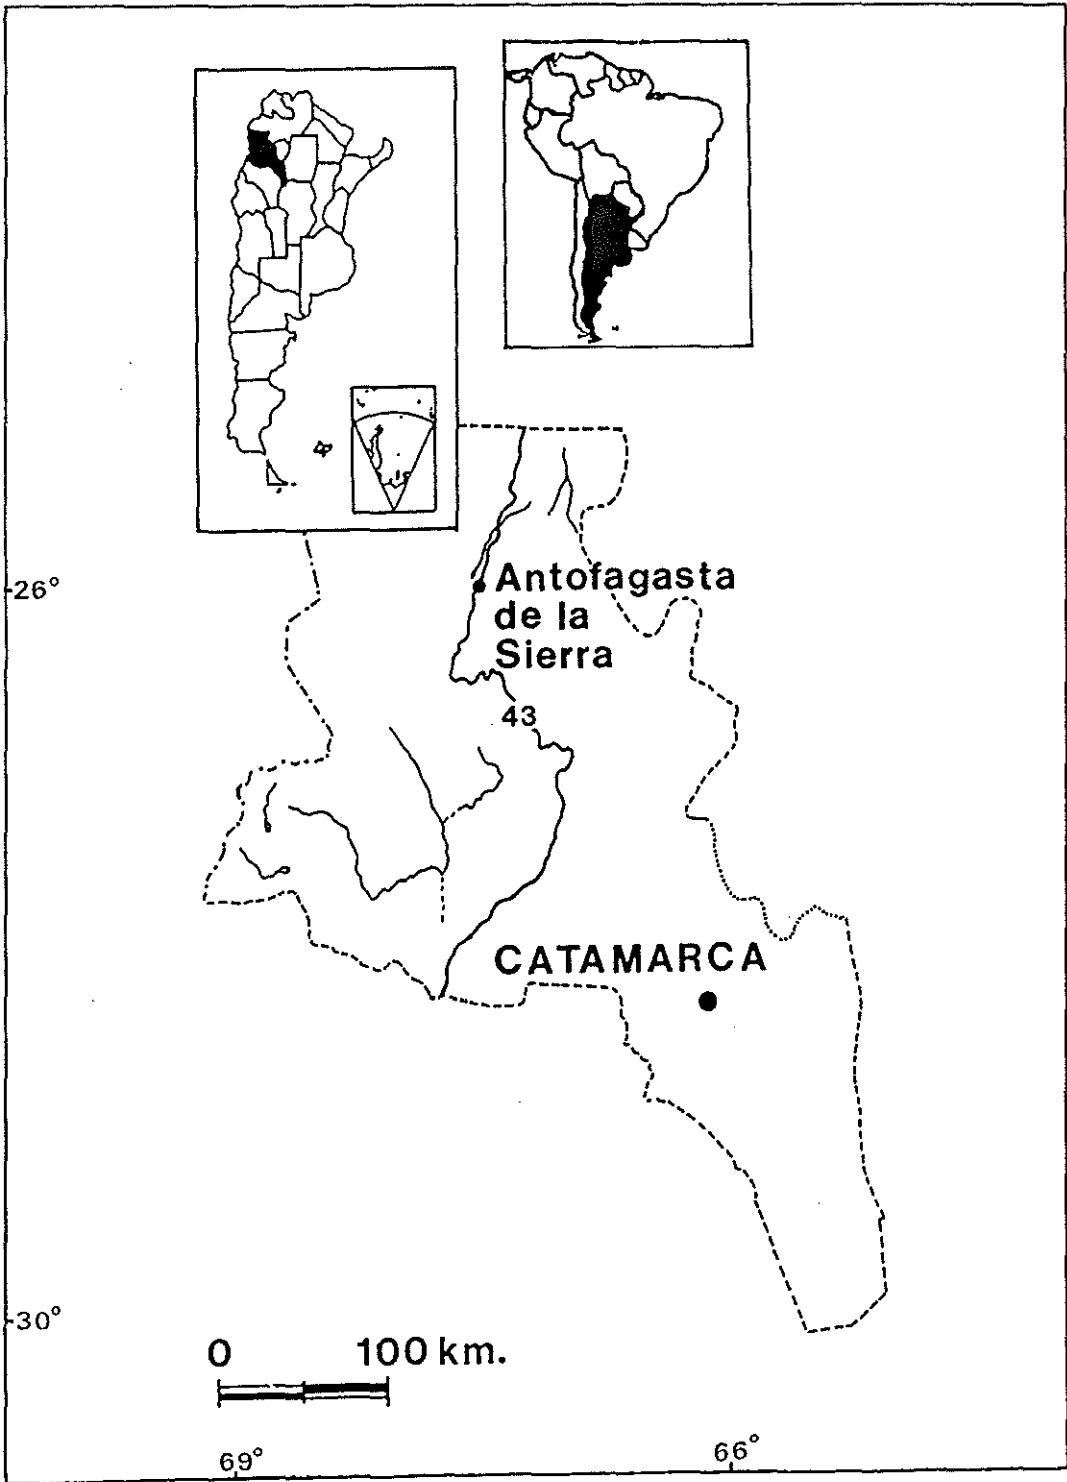 26°
Antofagasta
de la
Sierra
43
CATAMARCA
30°
0 100 km.
69° 66°